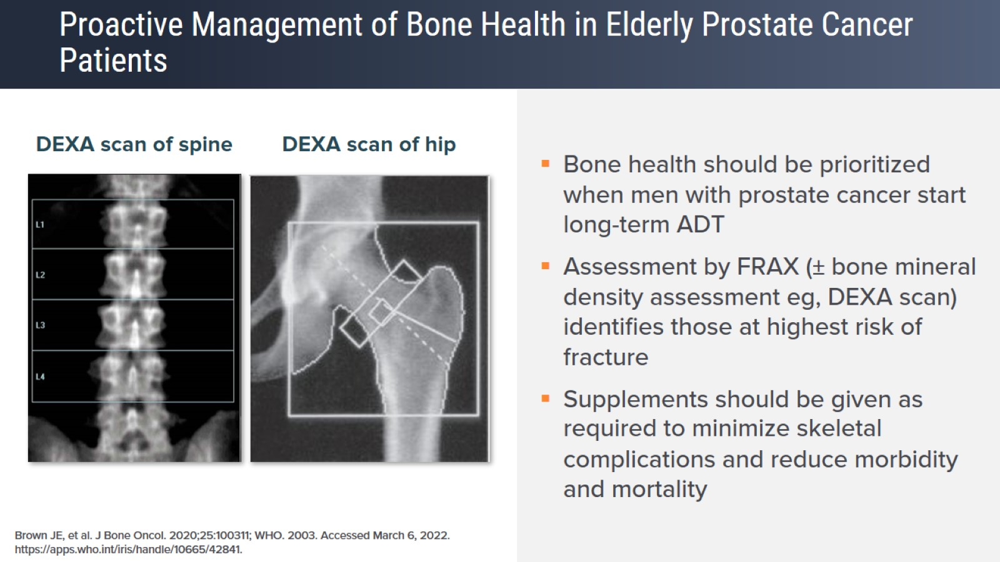 Proactive Management of Bone Health in Elderly Prostate Cancer
Patients
DEXA scan of spine
DEXA scan of hip
L1
L2
L3
L4
▪ Bone health should be prioritized
when men with prostate cancer start
long-term ADT
▪ Assessment by FRAX (± bone mineral
density assessment eg, DEXA scan)
identifies those at highest risk of
fracture
▪ Supplements should be given as
required to minimize skeletal
complications and reduce morbidity
and mortality
Brown JE, et al. J Bone Oncol. 2020;25:100311; WHO. 2003. Accessed March 6, 2022.
https://apps.who.int/iris/handle/10665/42841.